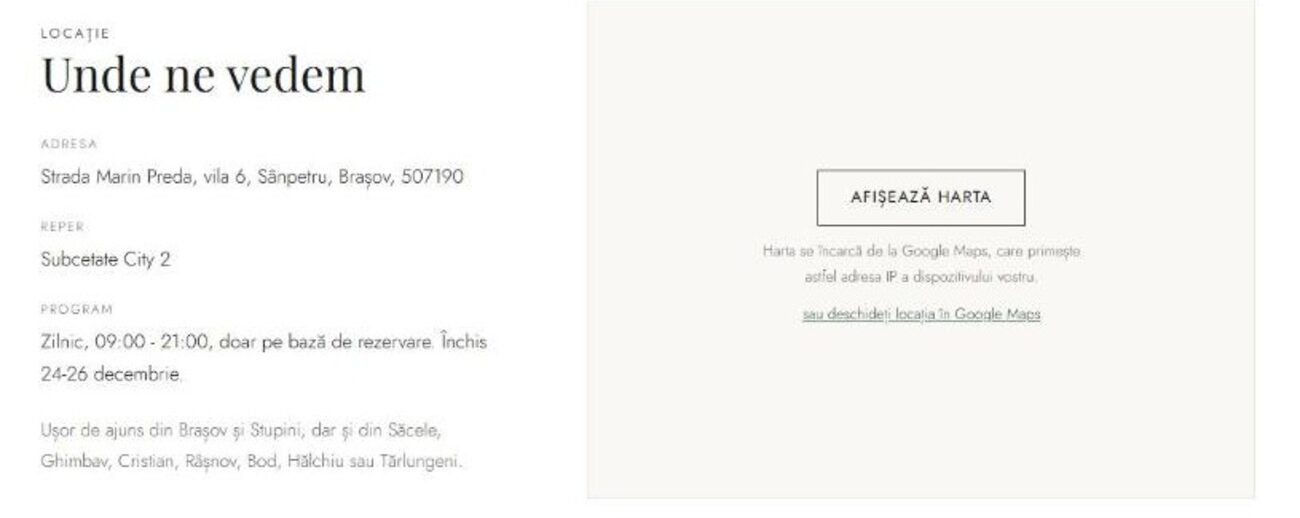 LOCAȚIE
Unde ne vedem
ADRESA
Strada Marin Preda, vila 6, Sânpetru, Brașov, 507190
REPER
Subcetate City 2
PROGRAM
Zilnic, 09:00 - 21:00, doar pe bază de rezervare. Închis
24-26 decembrie.
Ușor de ajuns din Brașov și Stupini, dar și din Săcele,
Ghimbav, Cristian, Râșnov, Bod, Hălchiu sau Tărlungeni.
AFIȘEAZĂ HARTA
Harta se încarcă de la Google Maps, care primește
astfel adresa IP a dispozitivului vostru.
sau deschideți locația în Google Maps